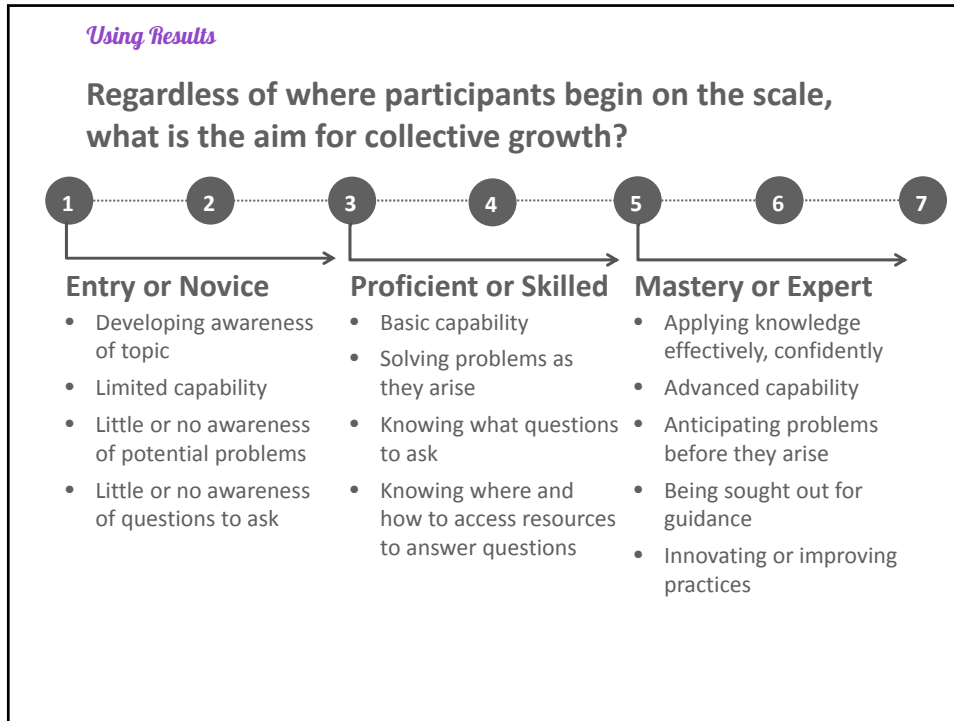 Using Results
Regardless of where participants begin on the scale,
what is the aim for collective growth?
1 2 3 4 5 6 7
Entry or Novice
• Developing awareness
of topic
• Limited capability
• Little or no awareness
of potential problems
• Little or no awareness
of questions to ask
Proficient or Skilled
• Basic capability
• Solving problems as
they arise
• Knowing what questions
to ask
• Knowing where and
how to access resources
to answer questions
Mastery or Expert
• Applying knowledge
effectively, confidently
• Advanced capability
• Anticipating problems
before they arise
• Being sought out for
guidance
• Innovating or improving
practices